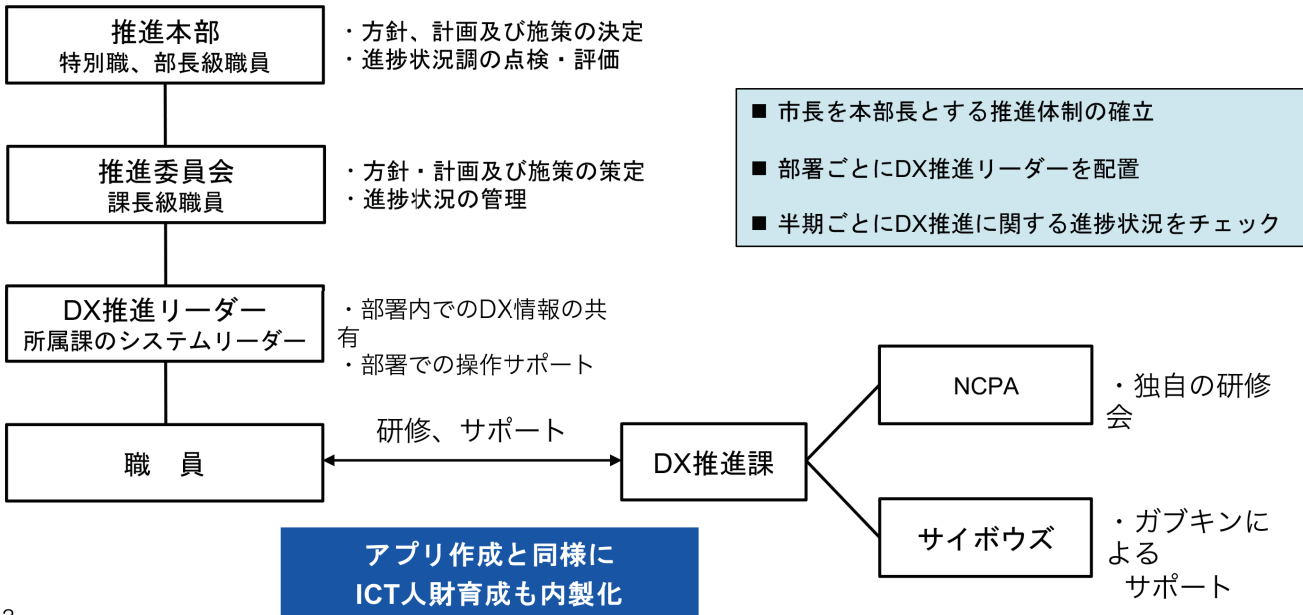 推進本部
特別職、部長級職員
・方針、計画及び施策の決定
・進捗状況調の点検・評価
■ 市長を本部長とする推進体制の確立
■ 部署ごとにDX推進リーダーを配置
■ 半期ごとにDX推進に関する進捗状況をチェック
推進委員会
課長級職員
・方針・計画及び施策の策定
・進捗状況の管理
DX推進リーダー
所属課のシステムリーダー
・部署内でのDX情報の共
有
・部署での操作サポート
職　員
研修、サポート
DX推進課
NCPA
・独自の研修
会
サイボウズ
・ガブキンに
よる
サポート
アプリ作成と同様に
ICT人財育成も内製化